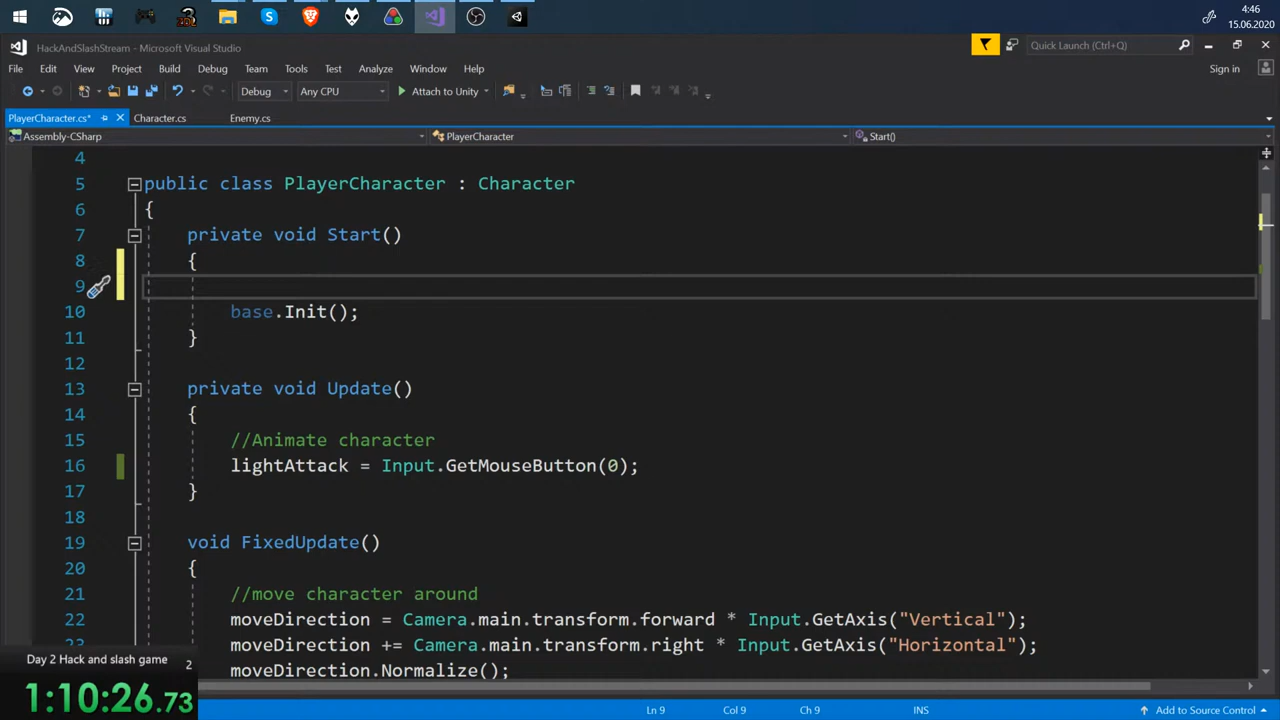 4:46
15.06.2020
HackAndSlashStream - Microsoft Visual Studio
Quick Launch (Ctrl+Q)
File Edit View Project Build Debug Team Tools Test Analyze Window Help
Sign in
Debug Any CPU Attach to Unity
PlayerCharacter.cs* Character.cs Enemy.cs
Assembly-CSharp PlayerCharacter Start()
4
5 public class PlayerCharacter : Character
6 {
7 private void Start()
8 {
9
10 base.Init();
11 }
12
13 private void Update()
14 {
15 //Animate character
16 lightAttack = Input.GetMouseButton(0);
17 }
18
19 void FixedUpdate()
20 {
21 //move character around
22 moveDirection = Camera.main.transform.forward * Input.GetAxis("Vertical");
23 moveDirection += Camera.main.transform.right * Input.GetAxis("Horizontal");
moveDirection.Normalize();
Day 2 Hack and slash game 2
1:10:26.73
Ln 9 Col 9 Ch 9 INS Add to Source Control